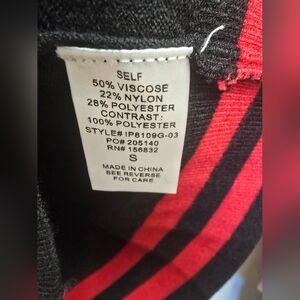 SELF
50% VISCOSE
22% NYLON
28% POLYESTER
CONTRAST:
100% POLYESTER
STYLE# IP8109G-03
PO# 205140
RN# 156832
S
MADE IN CHINA
SEE REVERSE
FOR CARE